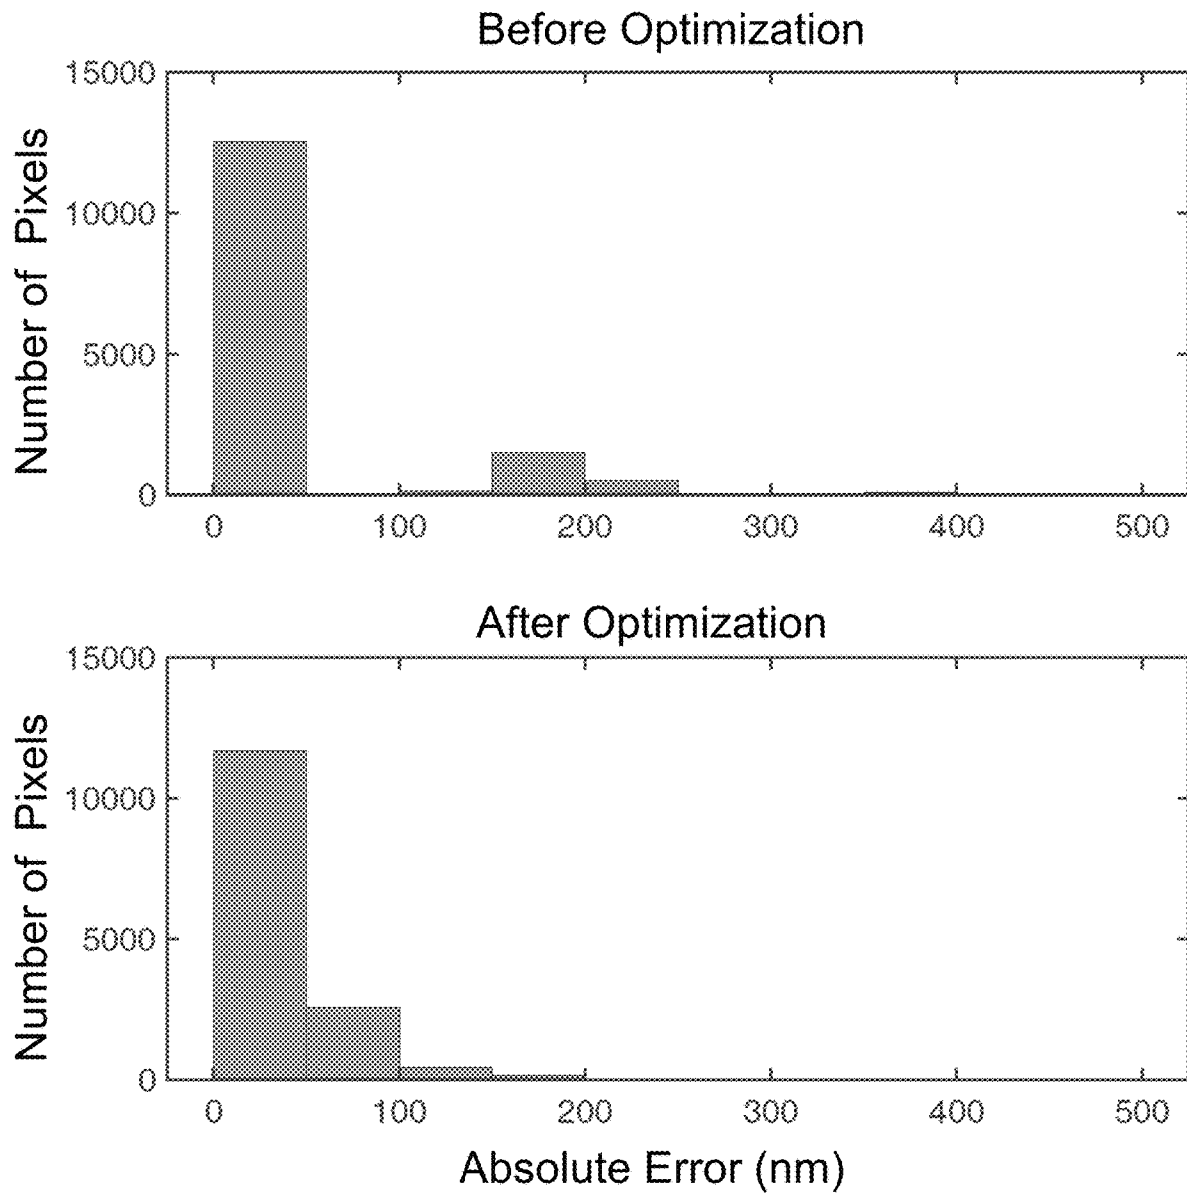 Before Optimization
Number of Pixels
15000
10000
5000
0
0 100 200 300 400 500
After Optimization
Number of Pixels
15000
10000
5000
0
0 100 200 300 400 500
Absolute Error (nm)